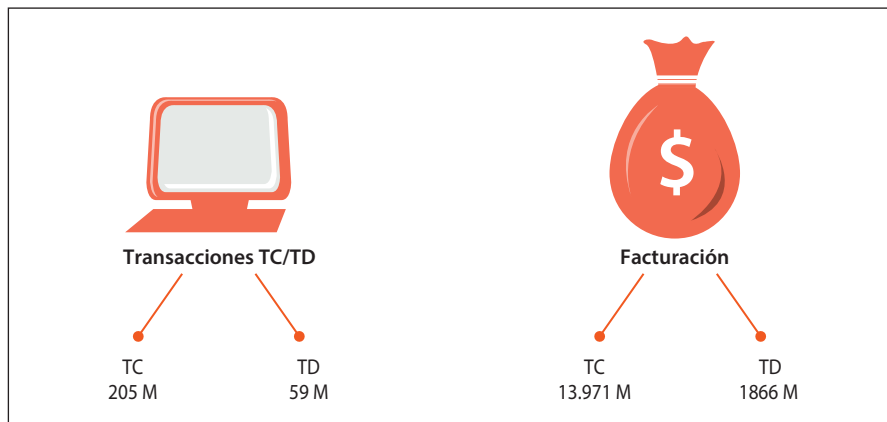 $
Transacciones TC/TD
TC
205 M
TD
59 M
Facturación
TC
13.971 M
TD
1866 M